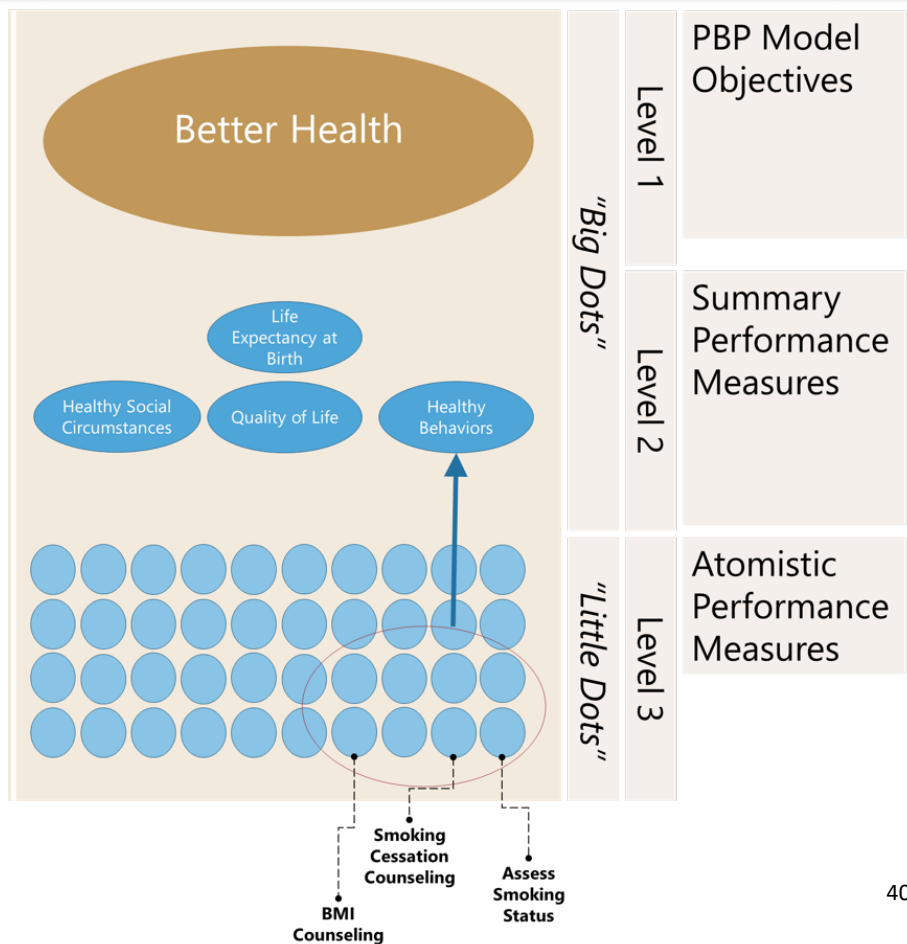 Better Health
Life
Expectancy at
Birth
Healthy Social
Circumstances
Quality of Life
Healthy
Behaviors
"Big Dots"
"Little Dots"
Level 1
Level 2
Level 3
PBP Model
Objectives
Summary
Performance
Measures
Atomistic
Performance
Measures
Smoking
Cessation
Counseling
BMI
Counseling
Assess
Smoking
Status
40